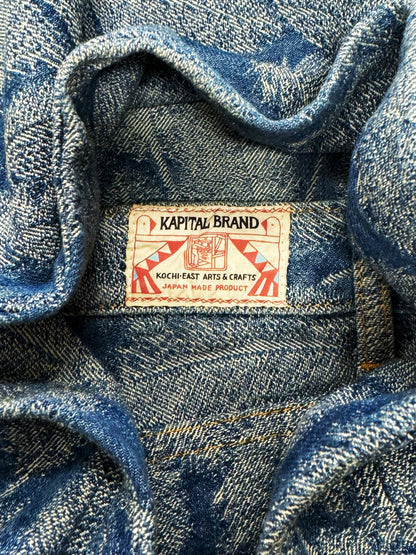 KAPITAL BRAND
KOCHI-EAST ARTS & CRAFTS
JAPAN MADE PRODUCT